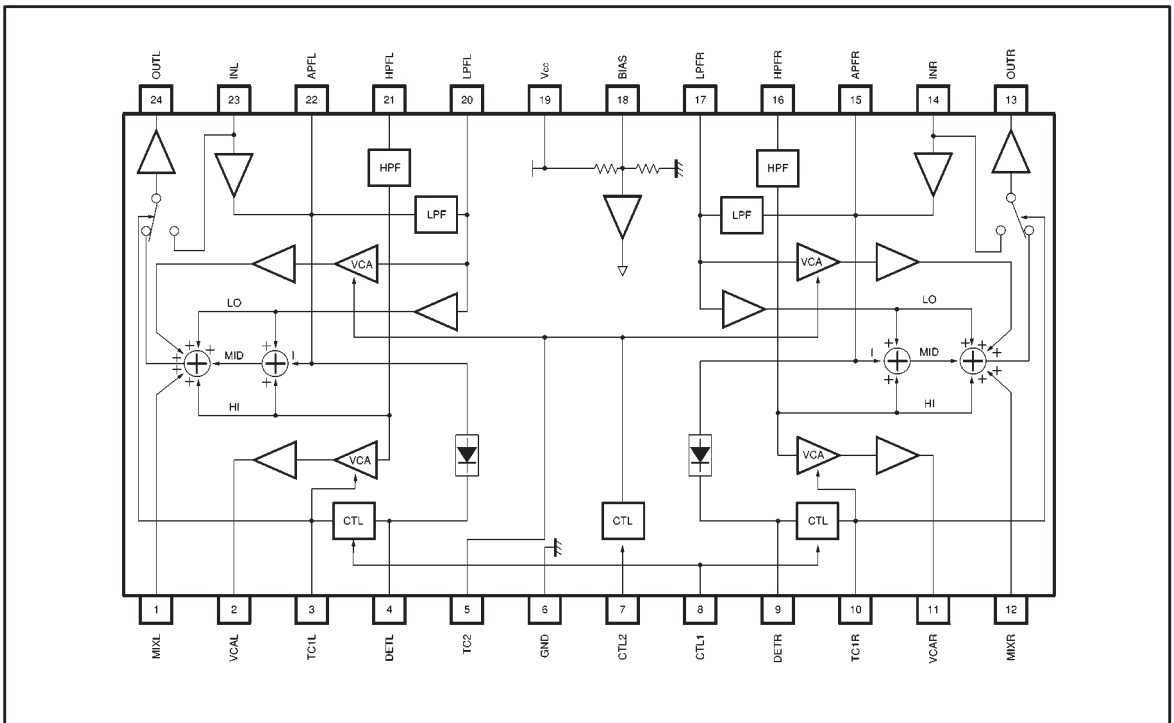 OUTL INL APFL HPFL LPFL Vcc BIAS LPFR HPFR APFR INR OUTR
24 23 22 21 20 19 18 17 16 15 14 13
HPF HPF
LPF LPF
VCA VCA
LO LO
+ + + +
+ + + +
MID I I MID
+ + + +
+ + + +
HI HI
VCA VCA
CTL CTL CTL
1 2 3 4 5 6 7 8 9 10 11 12
MIXL VCAL TC1L DETL TC2 GND CTL2 CTL1 DETR TC1R VCAR MIXR